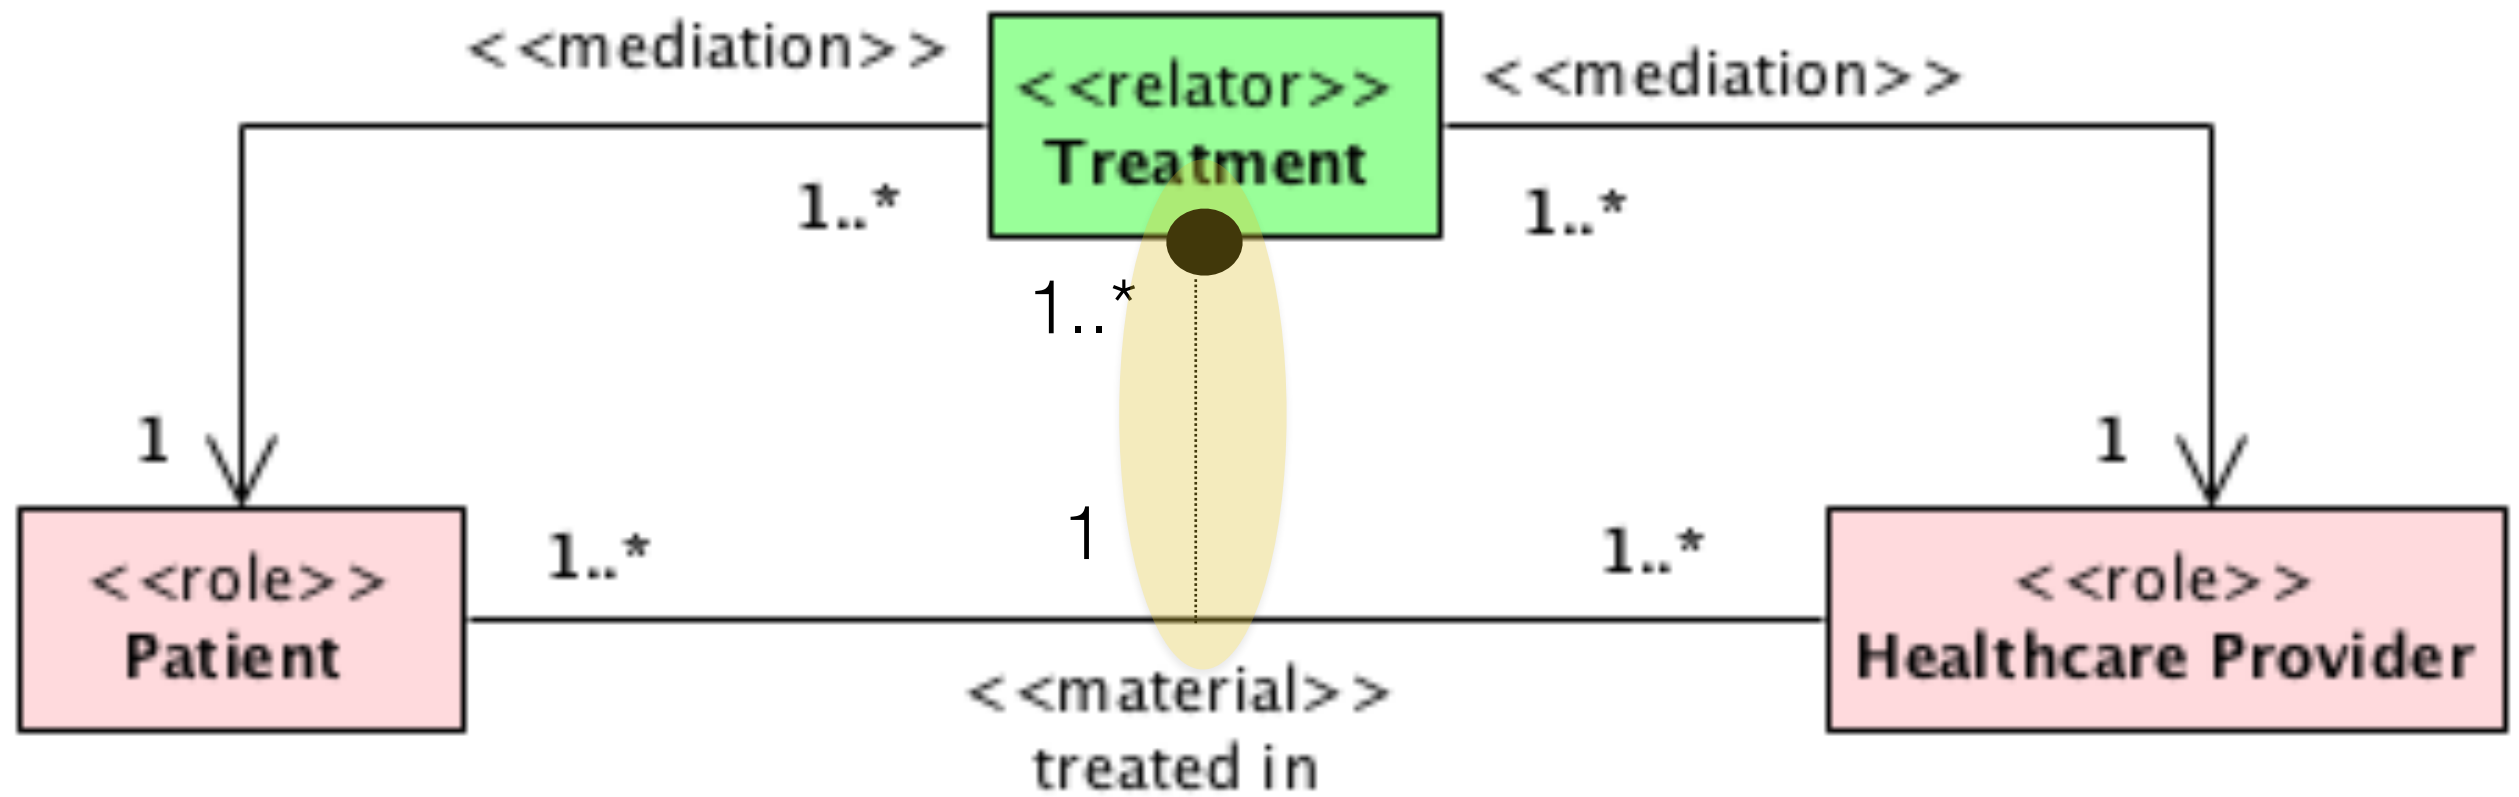 <<mediation>>
<<relator>>
Treatment
<<mediation>>
1..*
1..*
1..*
1
1
1
1..*
1..*
<<role>>
Patient
<<role>>
Healthcare Provider
<<material>>
treated in